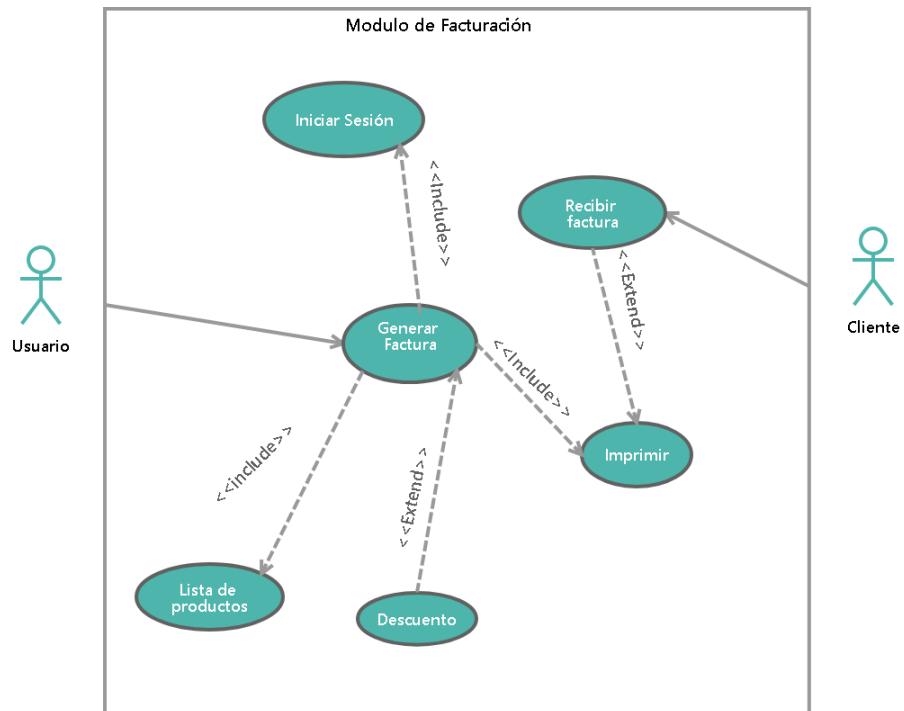 Modulo de Facturación
Iniciar Sesión
<<Include>>
Recibir
factura
<<Extend>>
Usuario
Cliente
Generar
Factura
<<Include>>
Imprimir
<<include>>
<<Extend>>
Lista de
productos
Descuento